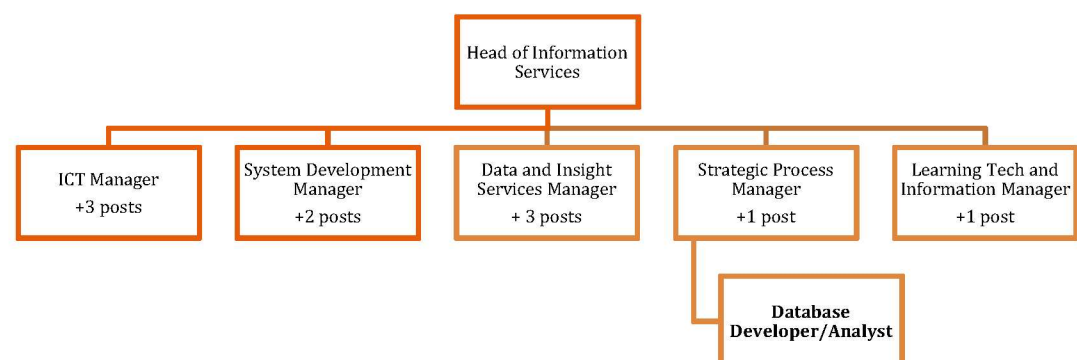 Head of Information
Services
ICT Manager
+3 posts
System Development
Manager
+2 posts
Data and Insight
Services Manager
+ 3 posts
Strategic Process
Manager
+1 post
Learning Tech and
Information Manager
+1 post
Database
Developer/Analyst